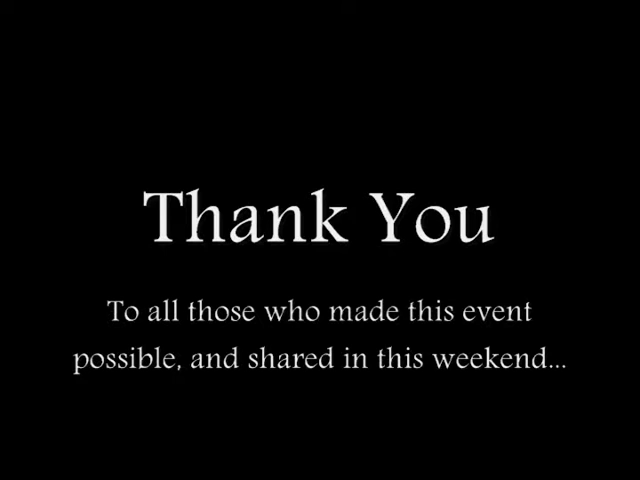 Thank You
To all those who made this event
possible, and shared in this weekend...